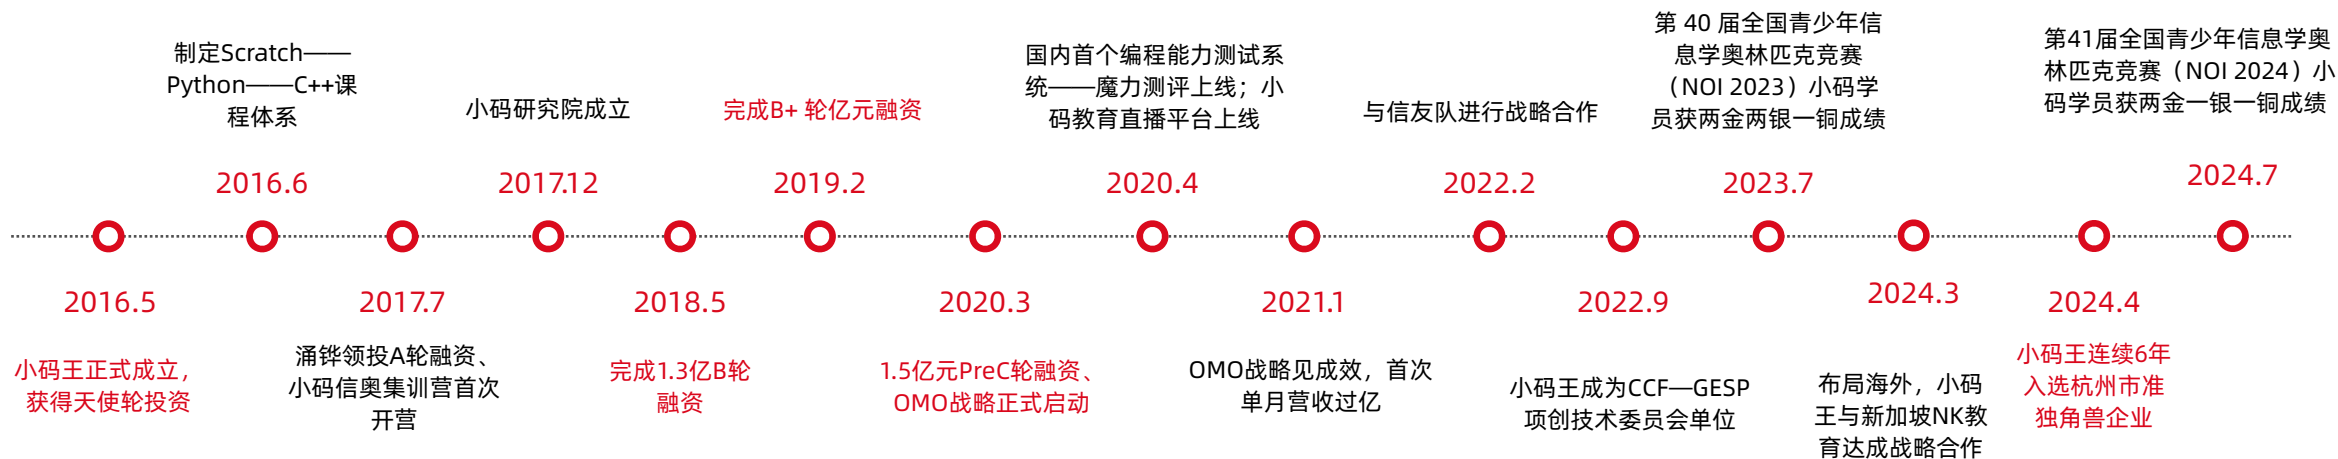 制定Scratch——
Python——C++课
程体系
2016.6
小码研究院成立
2017.12
完成B+ 轮亿元融资
2019.2
国内首个编程能力测试系
统——魔力测评上线；小
码教育直播平台上线
2020.4
与信友队进行战略合作
2022.2
第 40 届全国青少年信
息学奥林匹克竞赛
（NOI 2023）小码学
员获两金两银一铜成绩
2023.7
第41届全国青少年信息学奥
林匹克竞赛（NOI 2024）小
码学员获两金一银一铜成绩
2024.7
2016.5
小码王正式成立，
获得天使轮投资
2017.7
涌铧领投A轮融资、
小码信奥集训营首次
开营
2018.5
完成1.3亿B轮
融资
2020.3
1.5亿元PreC轮融资、
OMO战略正式启动
2021.1
OMO战略见成效，首次
单月营收过亿
2022.9
小码王成为CCF—GESP
项创技术委员会单位
2024.3
布局海外，小码
王与新加坡NK教
育达成战略合作
2024.4
小码王连续6年
入选杭州市准
独角兽企业